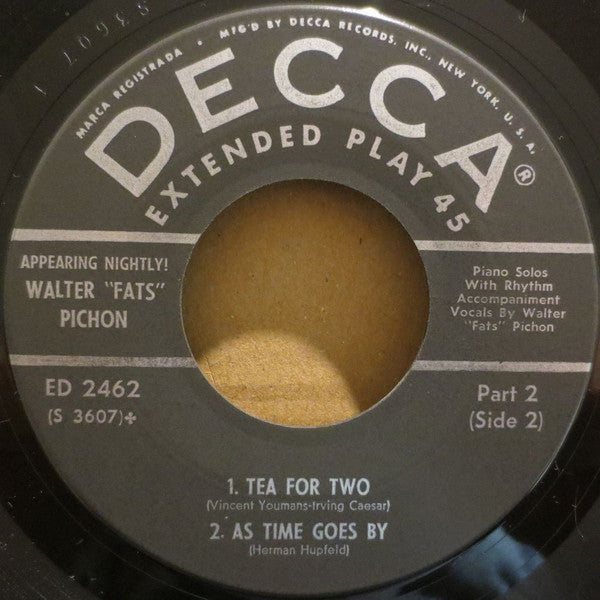 MARCA REGISTRADA • MF'G BY DECCA RECORDS, INC., NEW YORK, U. S. A.
DECCA®
EXTENDED PLAY 45
APPEARING NIGHTLY!
WALTER "FATS"
PICHON
Piano Solos
With Rhythm
Accompaniment
Vocals By Walter
"Fats" Pichon
ED 2462
(S 3607)✤
Part 2
(Side 2)
1. TEA FOR TWO
(Vincent Youmans-Irving Caesar)
2. AS TIME GOES BY
(Herman Hupfeld)